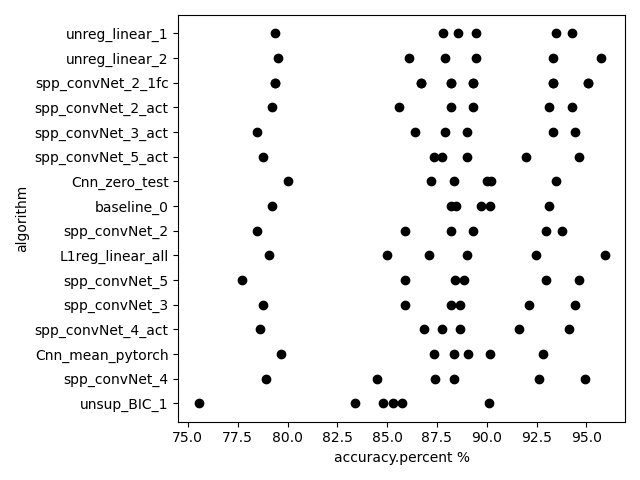 unreg_linear_1
unreg_linear_2
spp_convNet_2_1fc
spp_convNet_2_act
spp_convNet_3_act
spp_convNet_5_act
Cnn_zero_test
baseline_0
spp_convNet_2
L1reg_linear_all
spp_convNet_5
spp_convNet_3
spp_convNet_4_act
Cnn_mean_pytorch
spp_convNet_4
unsup_BIC_1
algorithm
75.0 77.5 80.0 82.5 85.0 87.5 90.0 92.5 95.0
accuracy.percent %